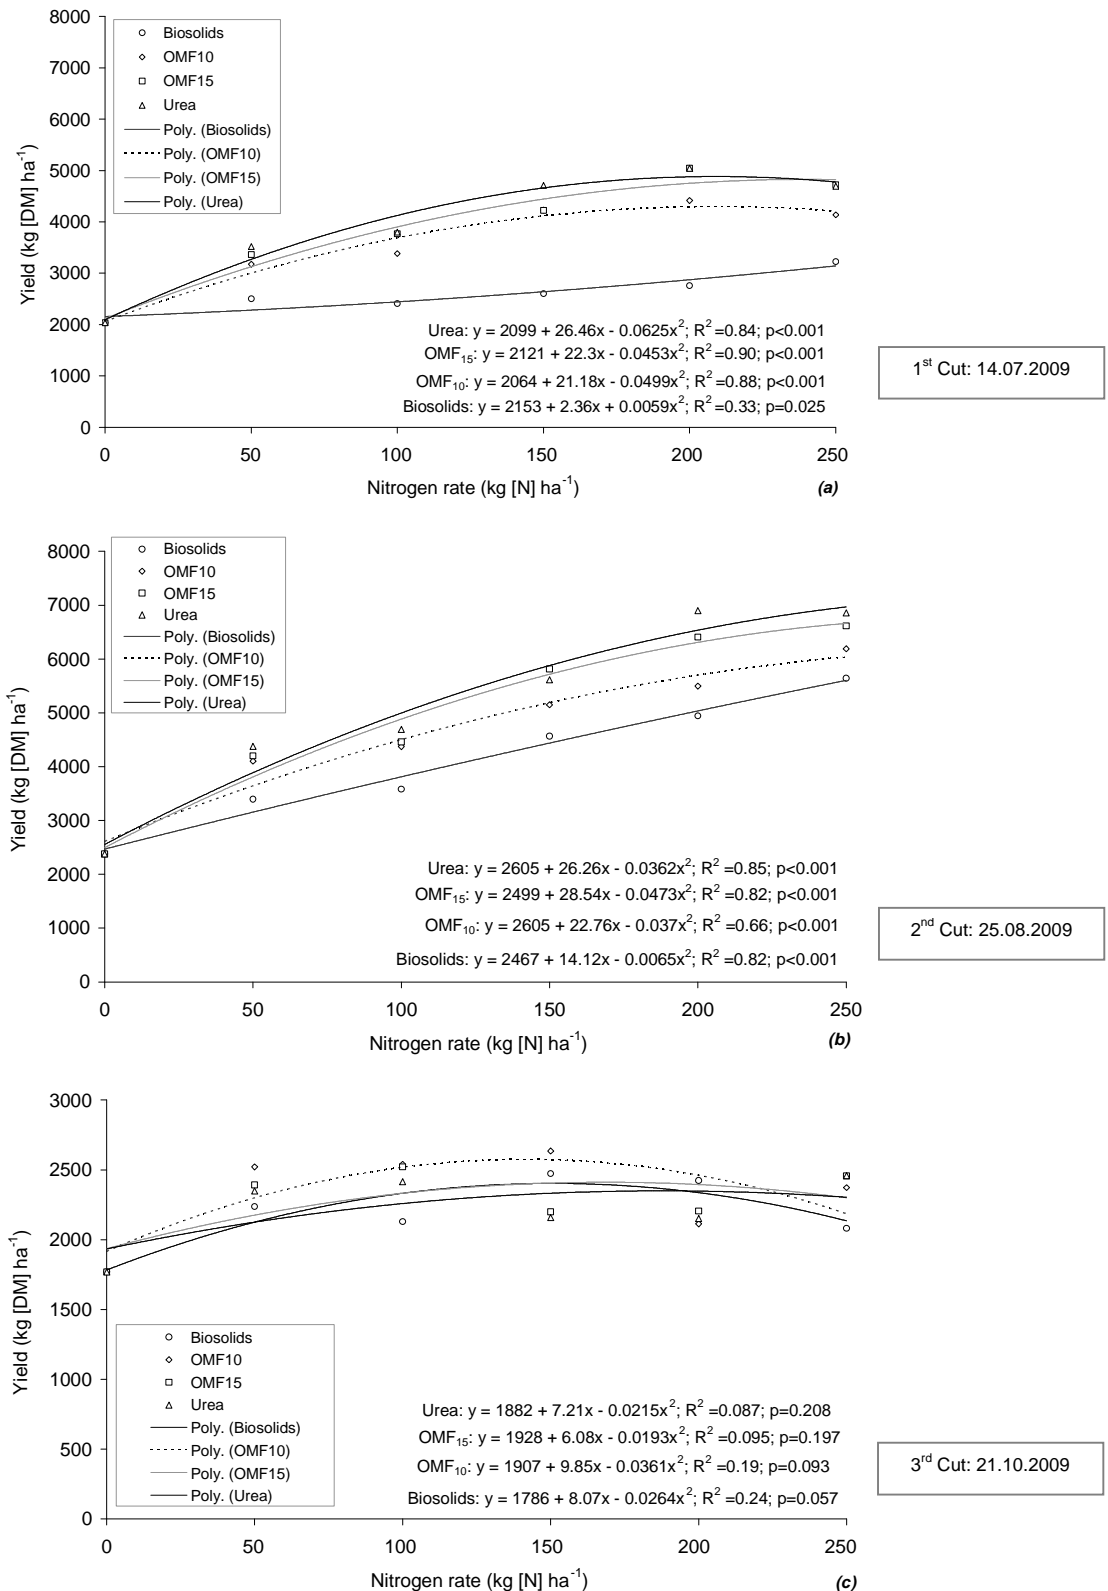 8000
7000
6000
5000
4000
3000
2000
1000
0
Yield (kg [DM] ha⁻¹)
Biosolids
OMF10
OMF15
Urea
Poly. (Biosolids)
Poly. (OMF10)
Poly. (OMF15)
Poly. (Urea)
Urea: y = 2099 + 26.46x - 0.0625x²; R² =0.84; p<0.001
OMF₁₅: y = 2121 + 22.3x - 0.0453x²; R² =0.90; p<0.001
OMF₁₀: y = 2064 + 21.18x - 0.0499x²; R² =0.88; p<0.001
Biosolids: y = 2153 + 2.36x + 0.0059x²; R² =0.33; p=0.025
1st Cut: 14.07.2009
0 50 100 150 200 250
Nitrogen rate (kg [N] ha⁻¹)
(a)
8000
7000
6000
5000
4000
3000
2000
1000
0
Yield (kg [DM] ha⁻¹)
Biosolids
OMF10
OMF15
Urea
Poly. (Biosolids)
Poly. (OMF10)
Poly. (OMF15)
Poly. (Urea)
Urea: y = 2605 + 26.26x - 0.0362x²; R² =0.85; p<0.001
OMF₁₅: y = 2499 + 28.54x - 0.0473x²; R² =0.82; p<0.001
OMF₁₀: y = 2605 + 22.76x - 0.037x²; R² =0.66; p<0.001
Biosolids: y = 2467 + 14.12x - 0.0065x²; R² =0.82; p<0.001
2nd Cut: 25.08.2009
0 50 100 150 200 250
Nitrogen rate (kg [N] ha⁻¹)
(b)
3000
2500
2000
1500
1000
500
0
Yield (kg [DM] ha⁻¹)
Biosolids
OMF10
OMF15
Urea
Poly. (Biosolids)
Poly. (OMF10)
Poly. (OMF15)
Poly. (Urea)
Urea: y = 1882 + 7.21x - 0.0215x²; R² =0.087; p=0.208
OMF₁₅: y = 1928 + 6.08x - 0.0193x²; R² =0.095; p=0.197
OMF₁₀: y = 1907 + 9.85x - 0.0361x²; R² =0.19; p=0.093
Biosolids: y = 1786 + 8.07x - 0.0264x²; R² =0.24; p=0.057
3rd Cut: 21.10.2009
0 50 100 150 200 250
Nitrogen rate (kg [N] ha⁻¹)
(c)